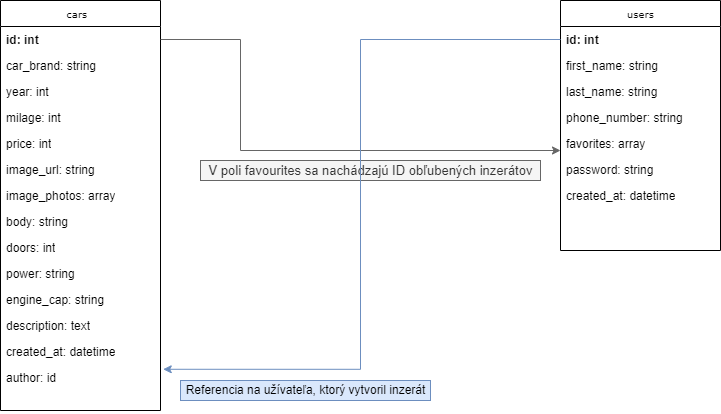 cars
id: int
car_brand: string
year: int
milage: int
price: int
image_url: string
image_photos: array
body: string
doors: int
power: string
engine_cap: string
description: text
created_at: datetime
author: id
V poli favourites sa nachádzajú ID obľubených inzerátov
Referencia na užívateľa, ktorý vytvoril inzerát
users
id: int
first_name: string
last_name: string
phone_number: string
favorites: array
password: string
created_at: datetime